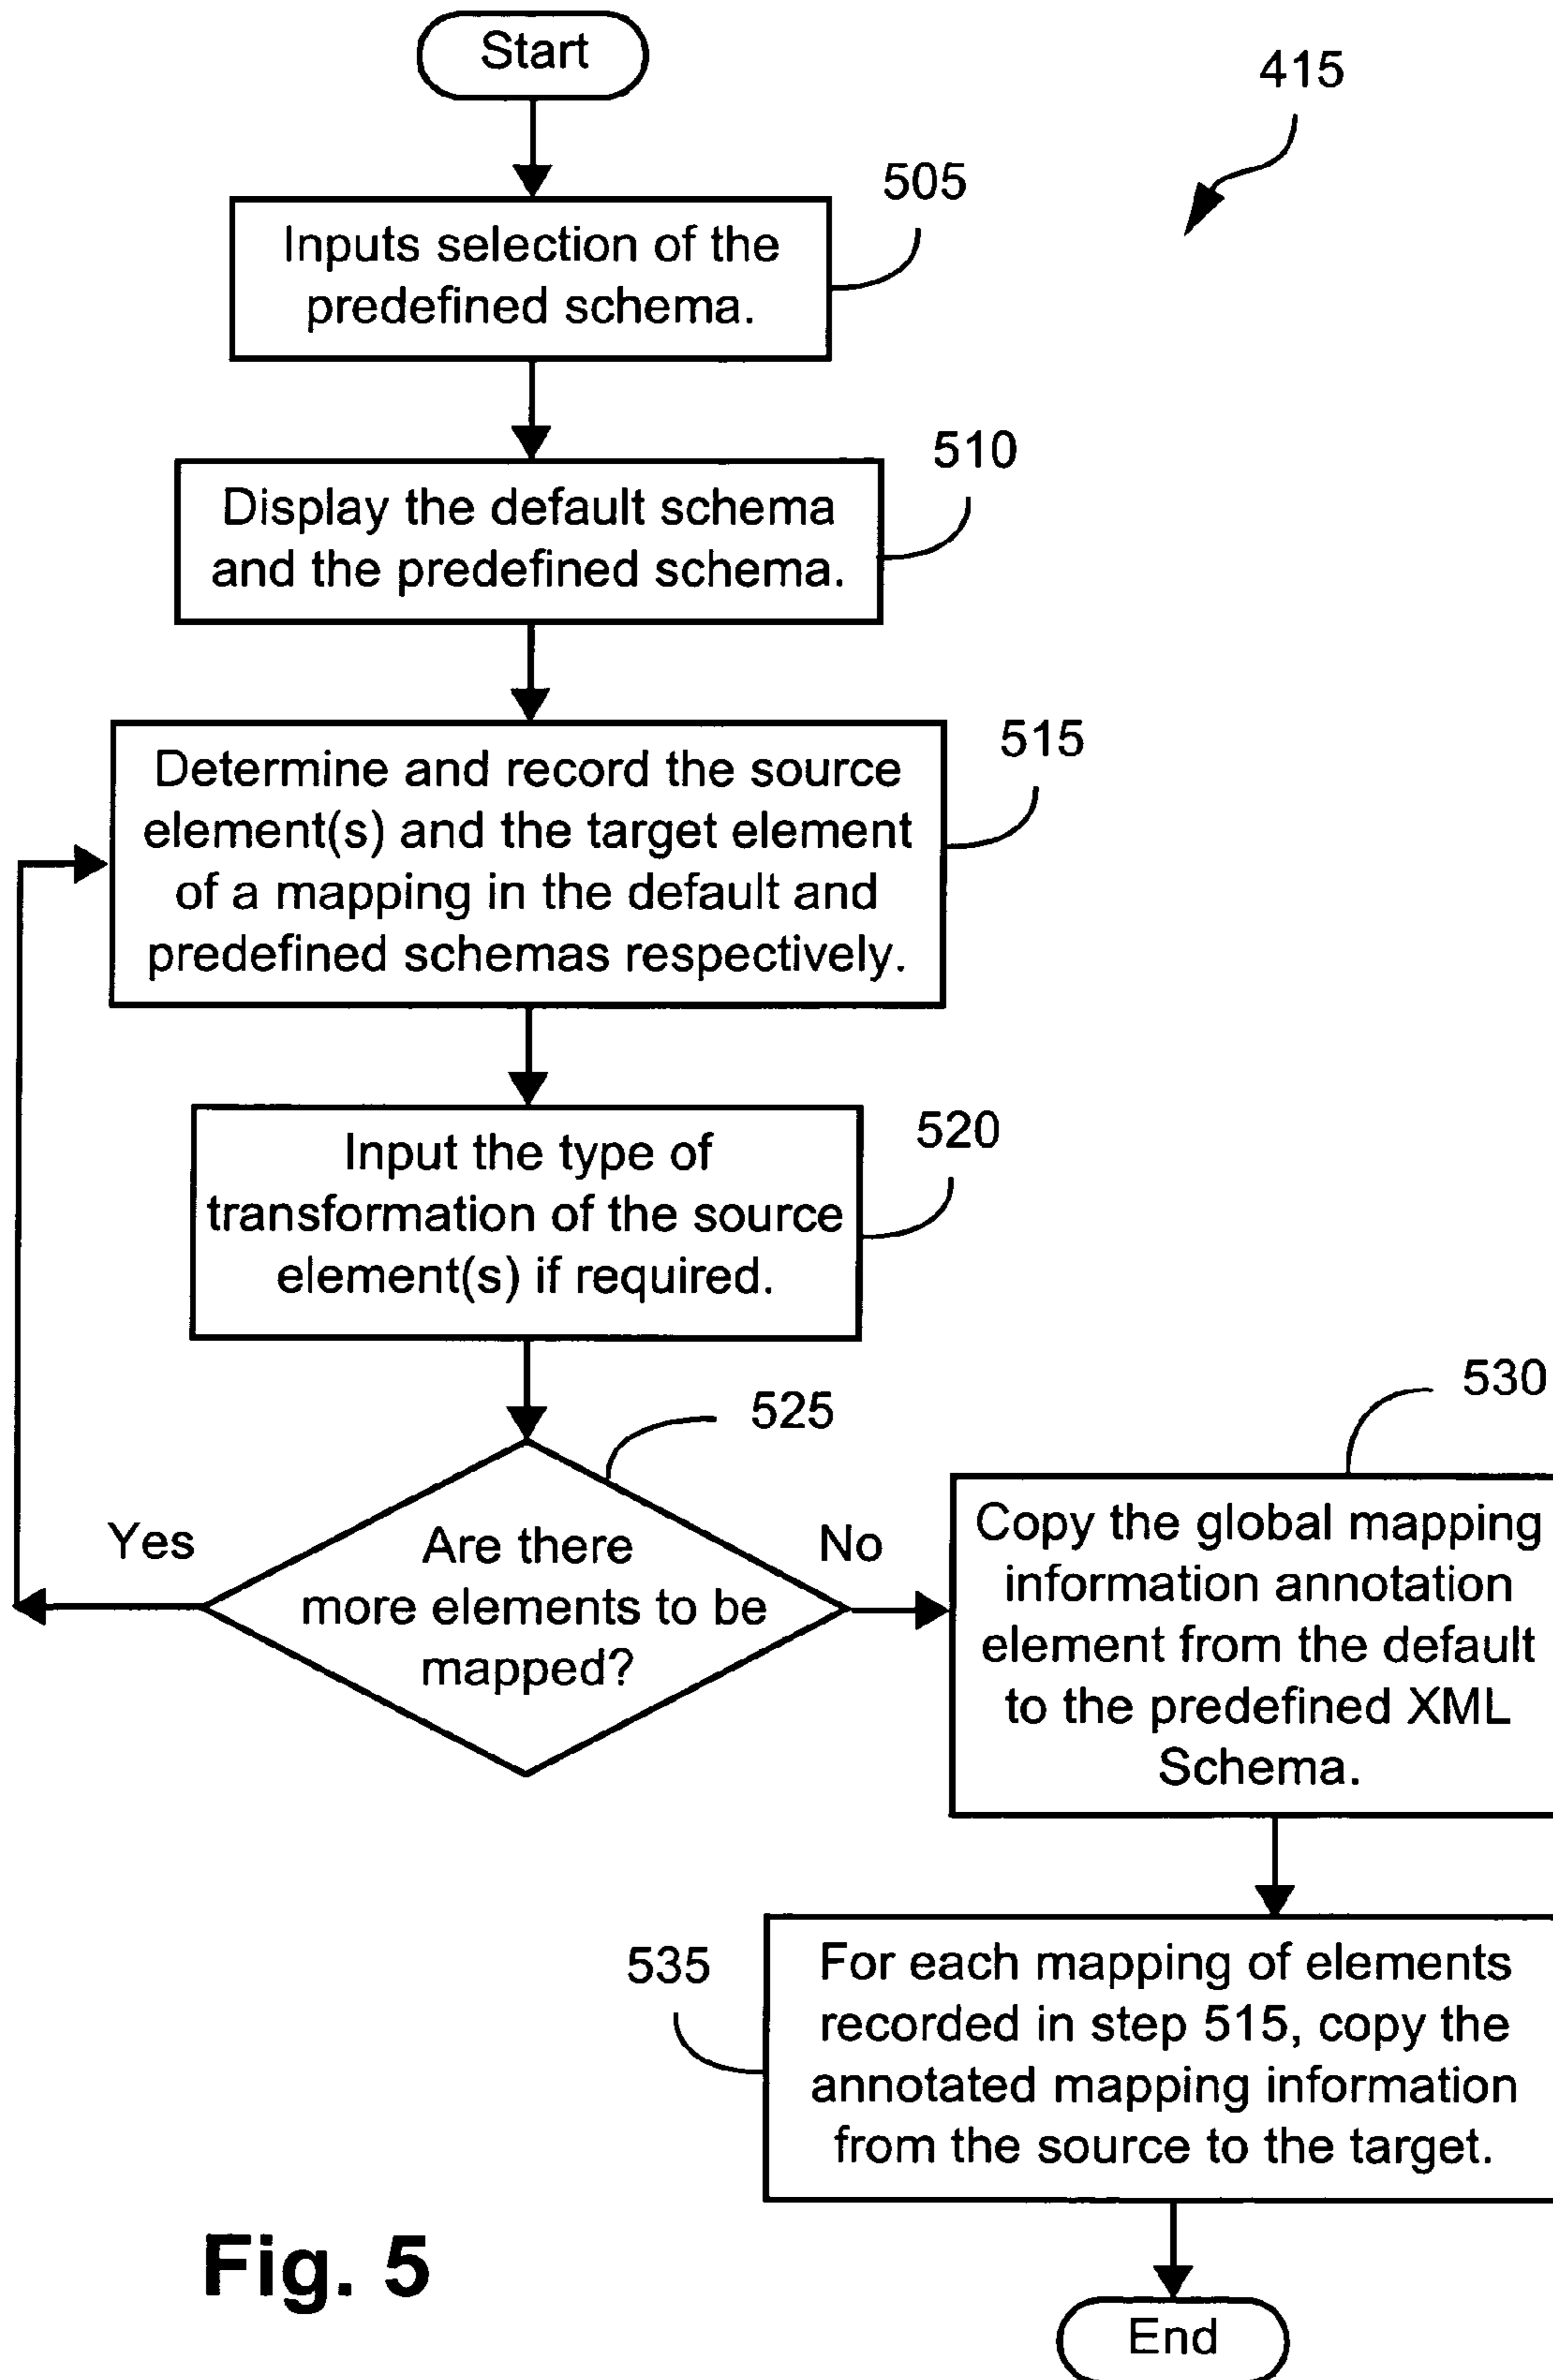 Start
415
505
Inputs selection of the
predefined schema.
510
Display the default schema
and the predefined schema.
515
Determine and record the source
element(s) and the target element
of a mapping in the default and
predefined schemas respectively.
520
Input the type of
transformation of the source
element(s) if required.
525
Yes
Are there
more elements to be
mapped?
No
530
Copy the global mapping
information annotation
element from the default
to the predefined XML
Schema.
535
For each mapping of elements
recorded in step 515, copy the
annotated mapping information
from the source to the target.
Fig. 5
End